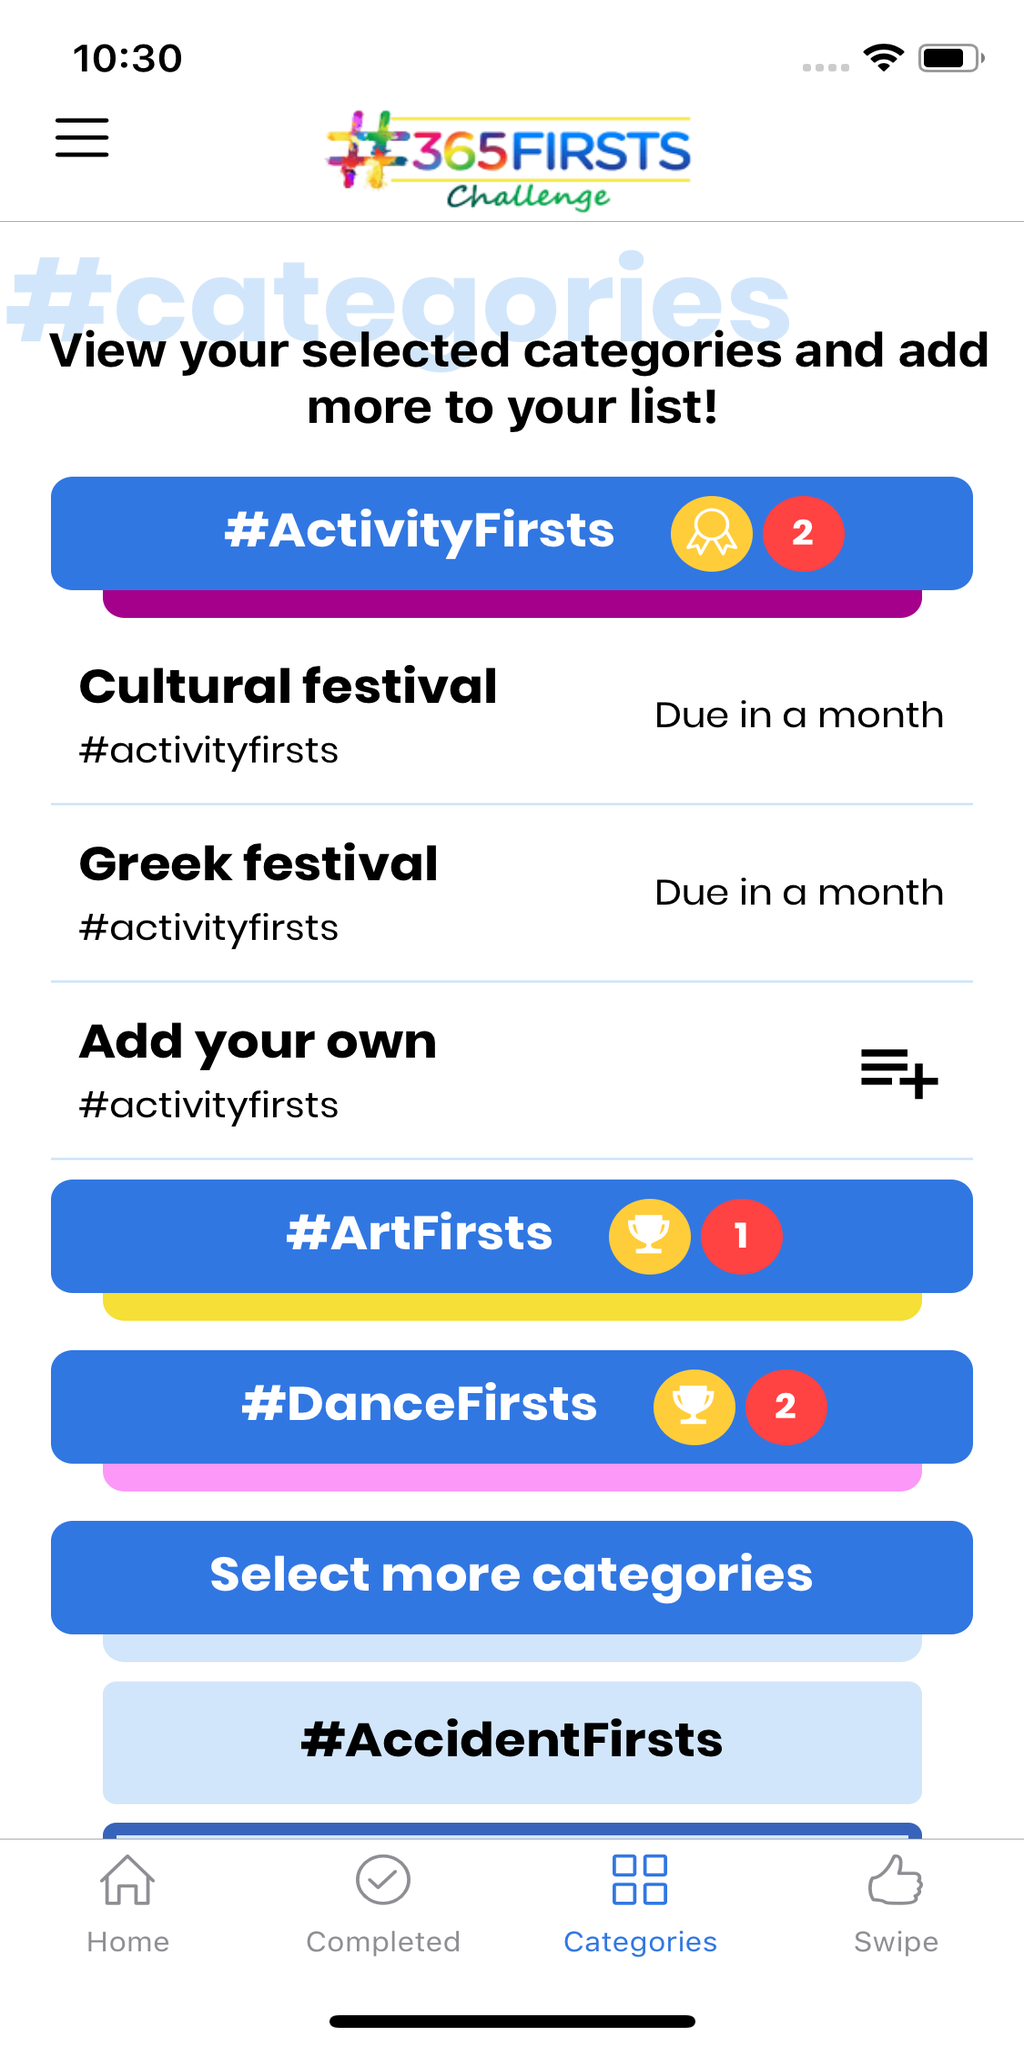 10:30
#365FIRSTS
Challenge
#categories
View your selected categories and add
more to your list!
#ActivityFirsts 2
Cultural festival
Due in a month
#activityfirsts
Greek festival
Due in a month
#activityfirsts
Add your own
#activityfirsts
#ArtFirsts 1
#DanceFirsts 2
Select more categories
#AccidentFirsts
Home Completed Categories Swipe